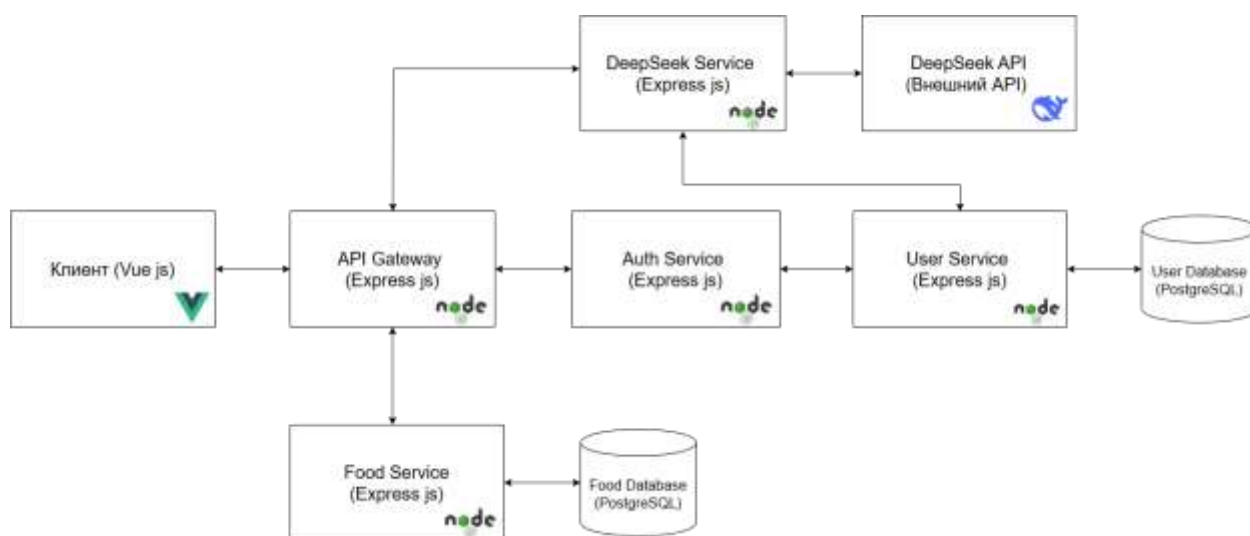 DeepSeek Service
(Express js)
node
DeepSeek API
(Внешний API)
Клиент (Vue js)
API Gateway
(Express js)
node
Auth Service
(Express js)
node
User Service
(Express js)
node
User Database
(PostgreSQL)
Food Service
(Express js)
node
Food Database
(PostgreSQL)